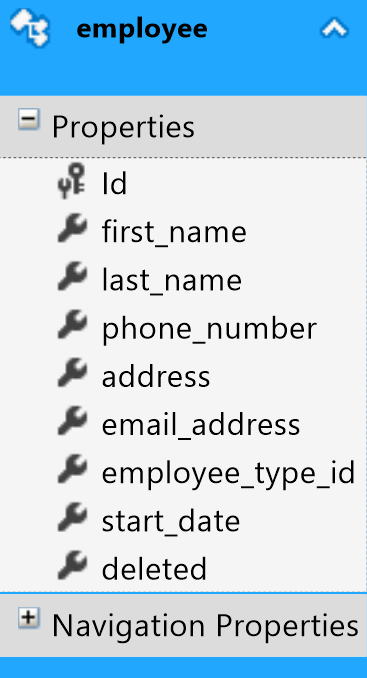 employee
Properties
Id
first_name
last_name
phone_number
address
email_address
employee_type_id
start_date
deleted
Navigation Properties